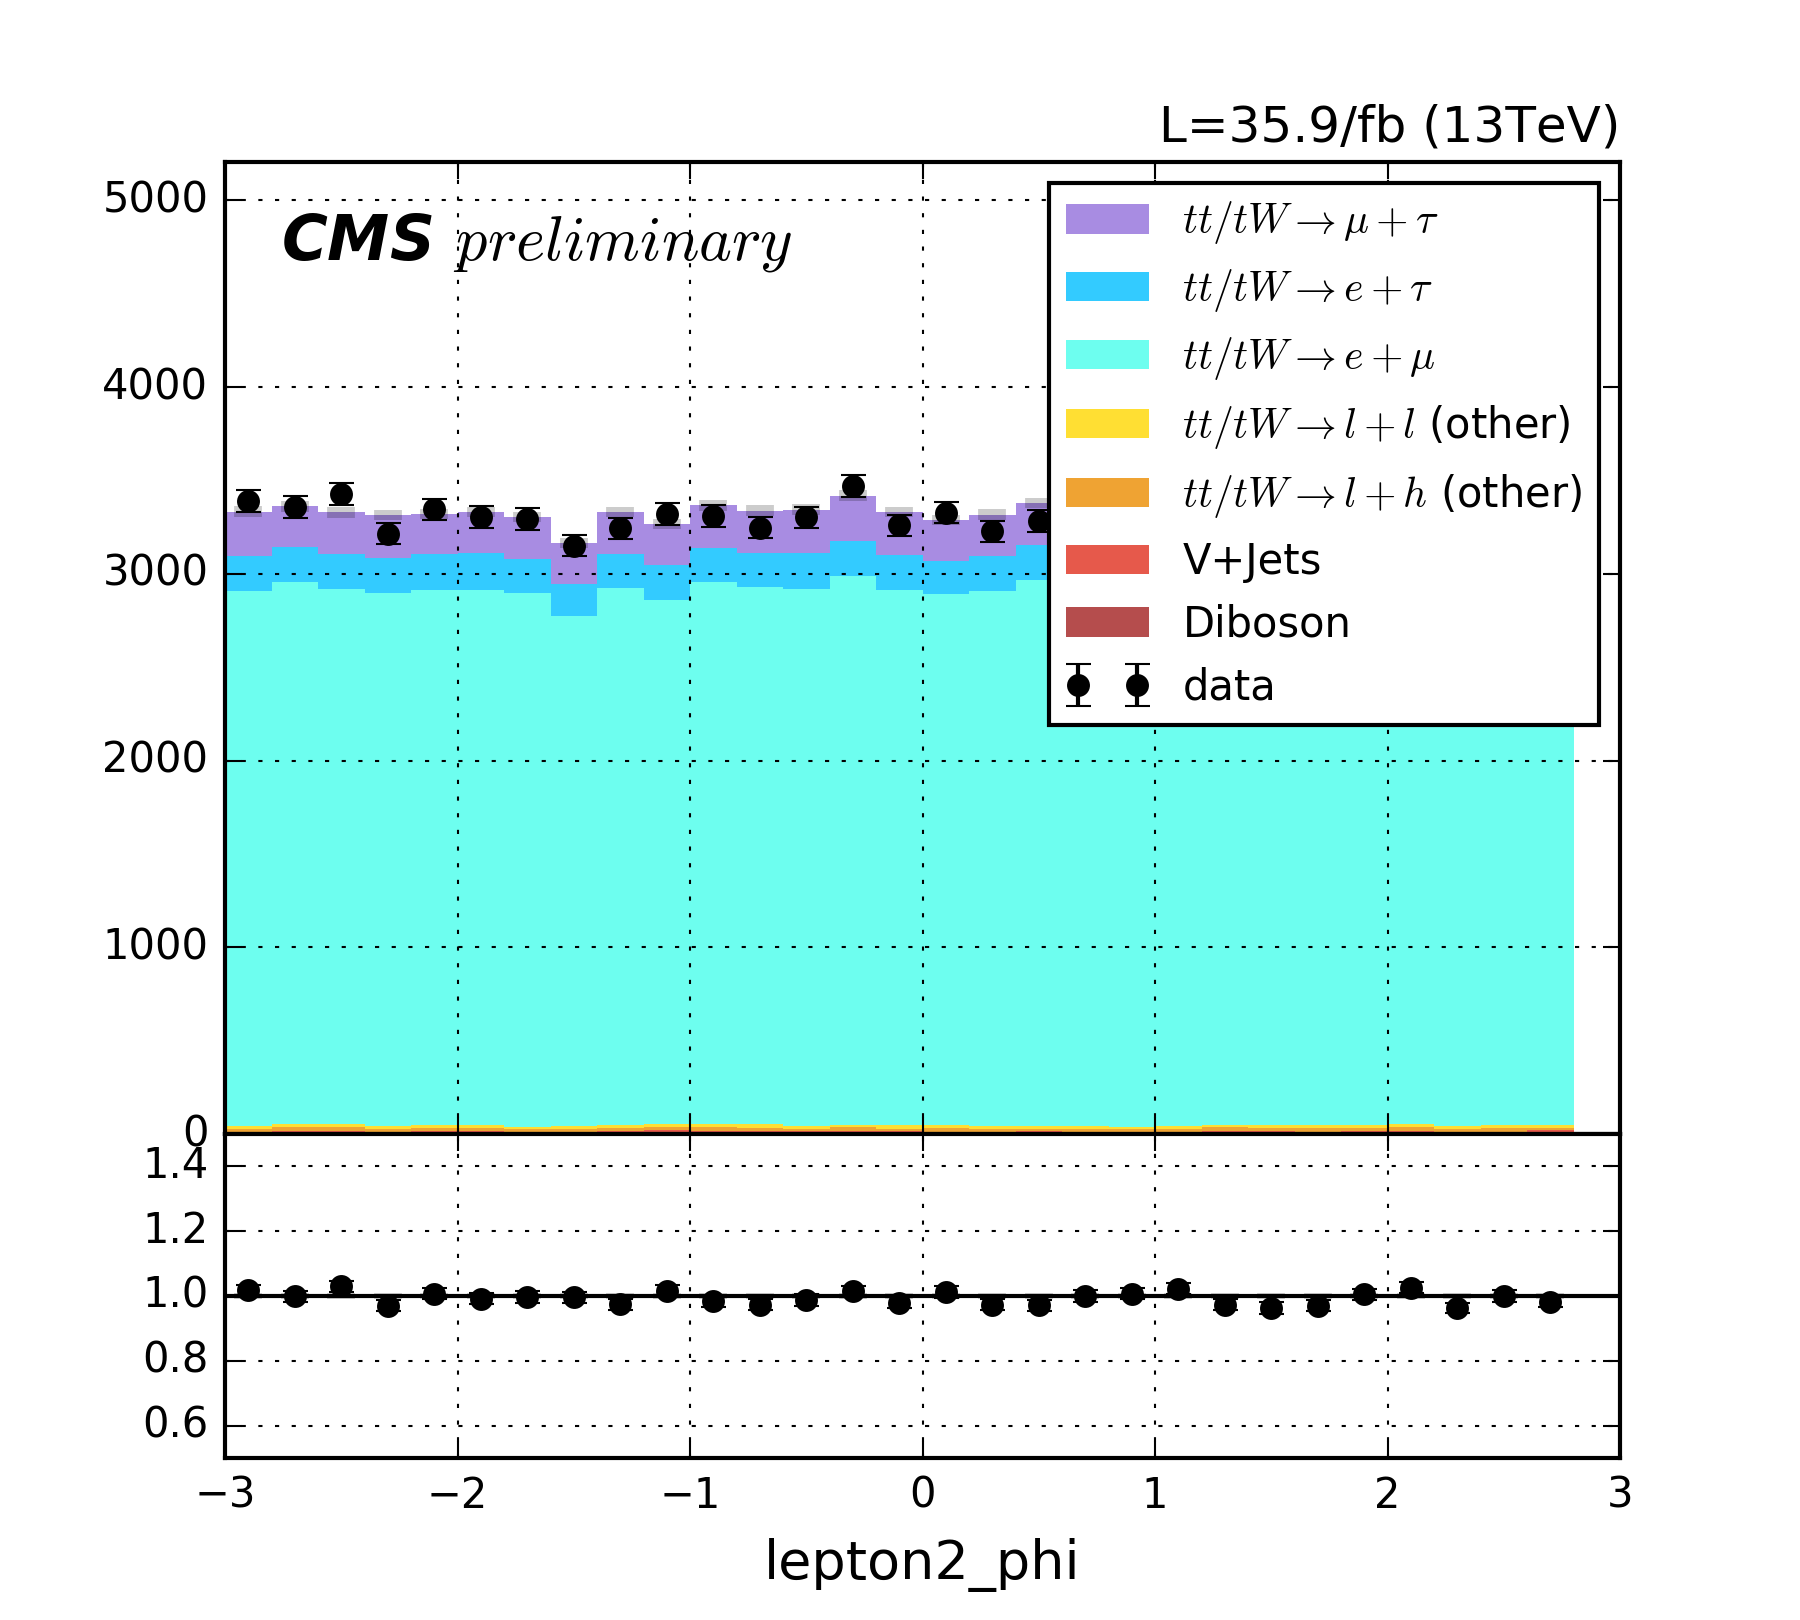 L=35.9/fb (13TeV)
CMS preliminary
5000
4000
3000
2000
1000
0
tt/tW→μ+τ
tt/tW→e+τ
tt/tW→e+μ
tt/tW→l+l (other)
tt/tW→l+h (other)
V+Jets
Diboson
data
1.4
1.2
1.0
0.8
0.6
−3 −2 −1 0 1 2 3
lepton2_phi